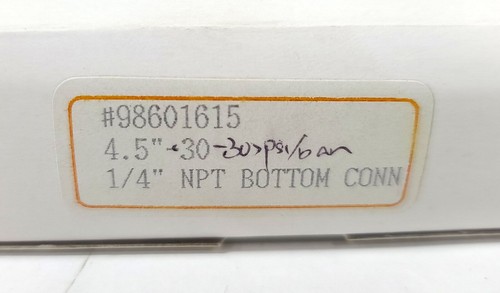 #98601615
4.5" -30-30>psi/bar
1/4" NPT BOTTOM CONN